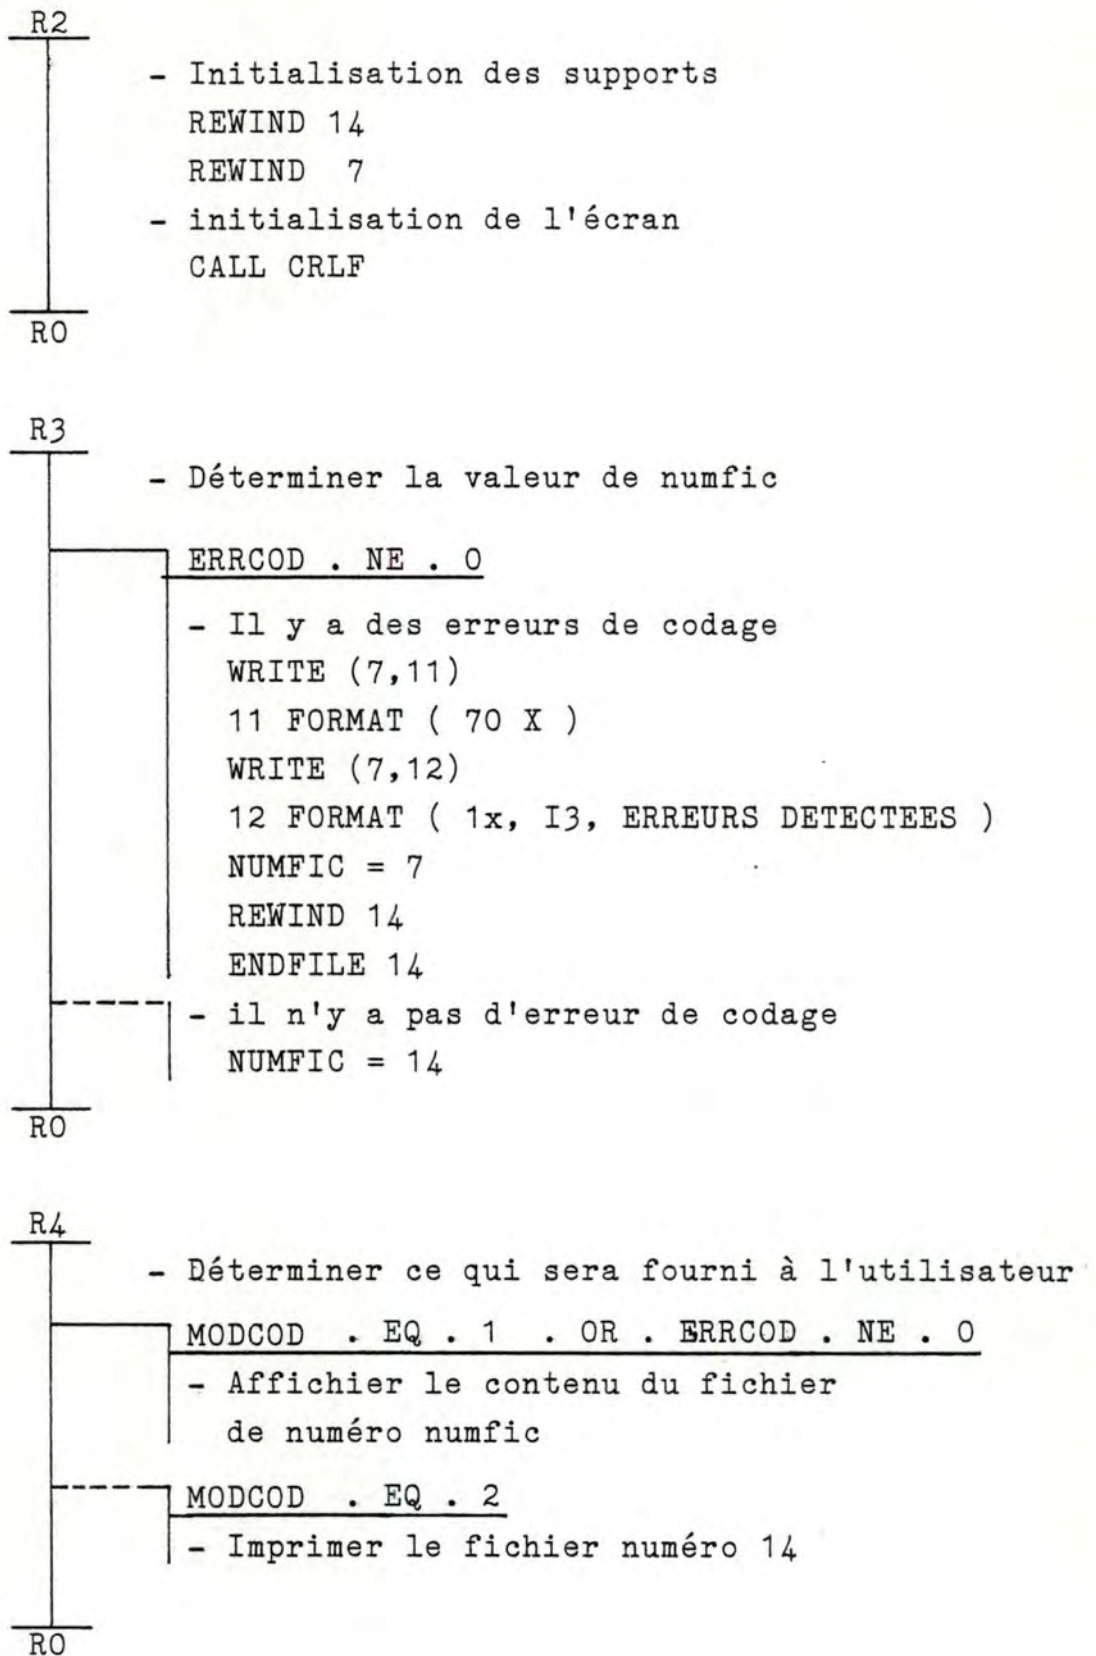 R2
- Initialisation des supports
REWIND 14
REWIND 7
- initialisation de l'écran
CALL CRLF
RO
R3
- Déterminer la valeur de numfic
ERRCOD . NE . 0
- Il y a des erreurs de codage
WRITE (7,11)
11 FORMAT ( 70 X )
WRITE (7,12)
12 FORMAT ( 1x, I3, ERREURS DETECTEES )
NUMFIC = 7
REWIND 14
ENDFILE 14
- il n'y a pas d'erreur de codage
NUMFIC = 14
RO
R4
- Déterminer ce qui sera fourni à l'utilisateur
MODCOD . EQ . 1 . OR . ERRCOD . NE . 0
- Affichier le contenu du fichier
de numéro numfic
MODCOD . EQ . 2
- Imprimer le fichier numéro 14
RO